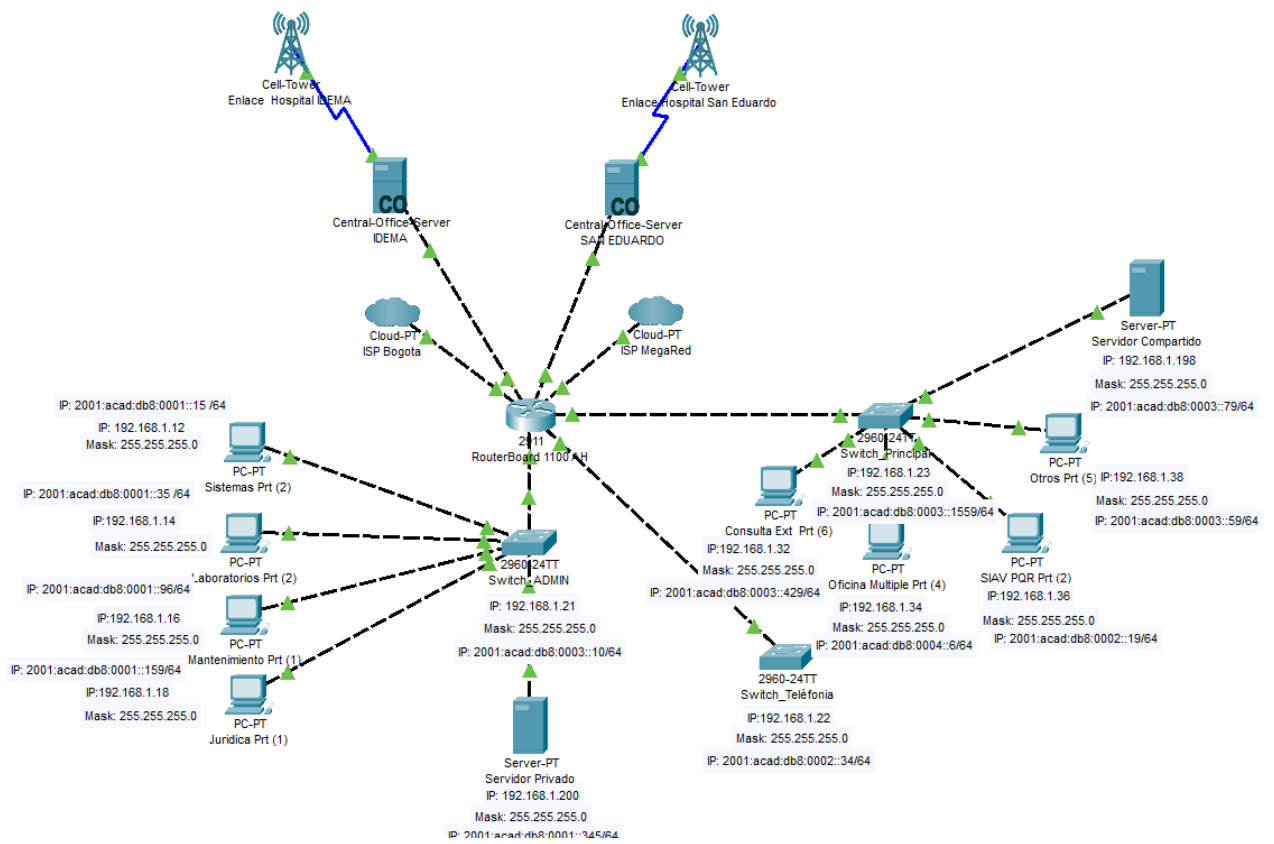 Cell-Tower
Enlace Hospital IDEMA
Cell-Tower
Enlace Hospital San Eduardo
CO
Central-Office-Server
IDEMA
CO
Central-Office-Server
SAN EDUARDO
Cloud-PT
ISP Bogota
Cloud-PT
ISP MegaRed
Server-PT
Servidor Compartido
IP: 192.168.1.198
Mask: 255.255.255.0
IP: 2001:acad:db8:0003::79/64
2911
RouterBoard 1100 AH
2960-24TT
Switch_Principal
IP:192.168.1.23
Mask: 255.255.255.0
IP: 2001:acad:db8:0003::1559/64
PC-PT
Otros Prt (5)
IP:192.168.1.38
Mask: 255.255.255.0
IP: 2001:acad:db8:0003::59/64
IP: 2001:acad:db8:0001::15 /64
IP: 192.168.1.12
Mask: 255.255.255.0
PC-PT
Sistemas Prt (2)
IP: 2001:acad:db8:0001::35 /64
IP:192.168.1.14
Mask: 255.255.255.0
PC-PT
Laboratorios Prt (2)
IP: 2001:acad:db8:0001::96/64
IP:192.168.1.16
Mask: 255.255.255.0
PC-PT
Mantenimiento Prt (1)
IP: 2001:acad:db8:0001::159/64
IP:192.168.1.18
Mask: 255.255.255.0
PC-PT
Juridica Prt (1)
2960-24TT
Switch_ADMIN
IP: 192.168.1.21
Mask: 255.255.255.0
IP: 2001:acad:db8:0003::10/64
Server-PT
Servidor Privado
IP: 192.168.1.200
Mask: 255.255.255.0
IP: 2001:acad:db8:0001::345/64
PC-PT
Consulta Ext Prt (6)
IP:192.168.1.32
Mask: 255.255.255.0
IP: 2001:acad:db8:0003::429/64
PC-PT
Oficina Multiple Prt (4)
IP:192.168.1.34
Mask: 255.255.255.0
IP: 2001:acad:db8:0004::6/64
PC-PT
SIAV PQR Prt (2)
IP:192.168.1.36
Mask: 255.255.255.0
IP: 2001:acad:db8:0002::19/64
2960-24TT
Switch_Teléfonia
IP:192.168.1.22
Mask: 255.255.255.0
IP: 2001:acad:db8:0002::34/64